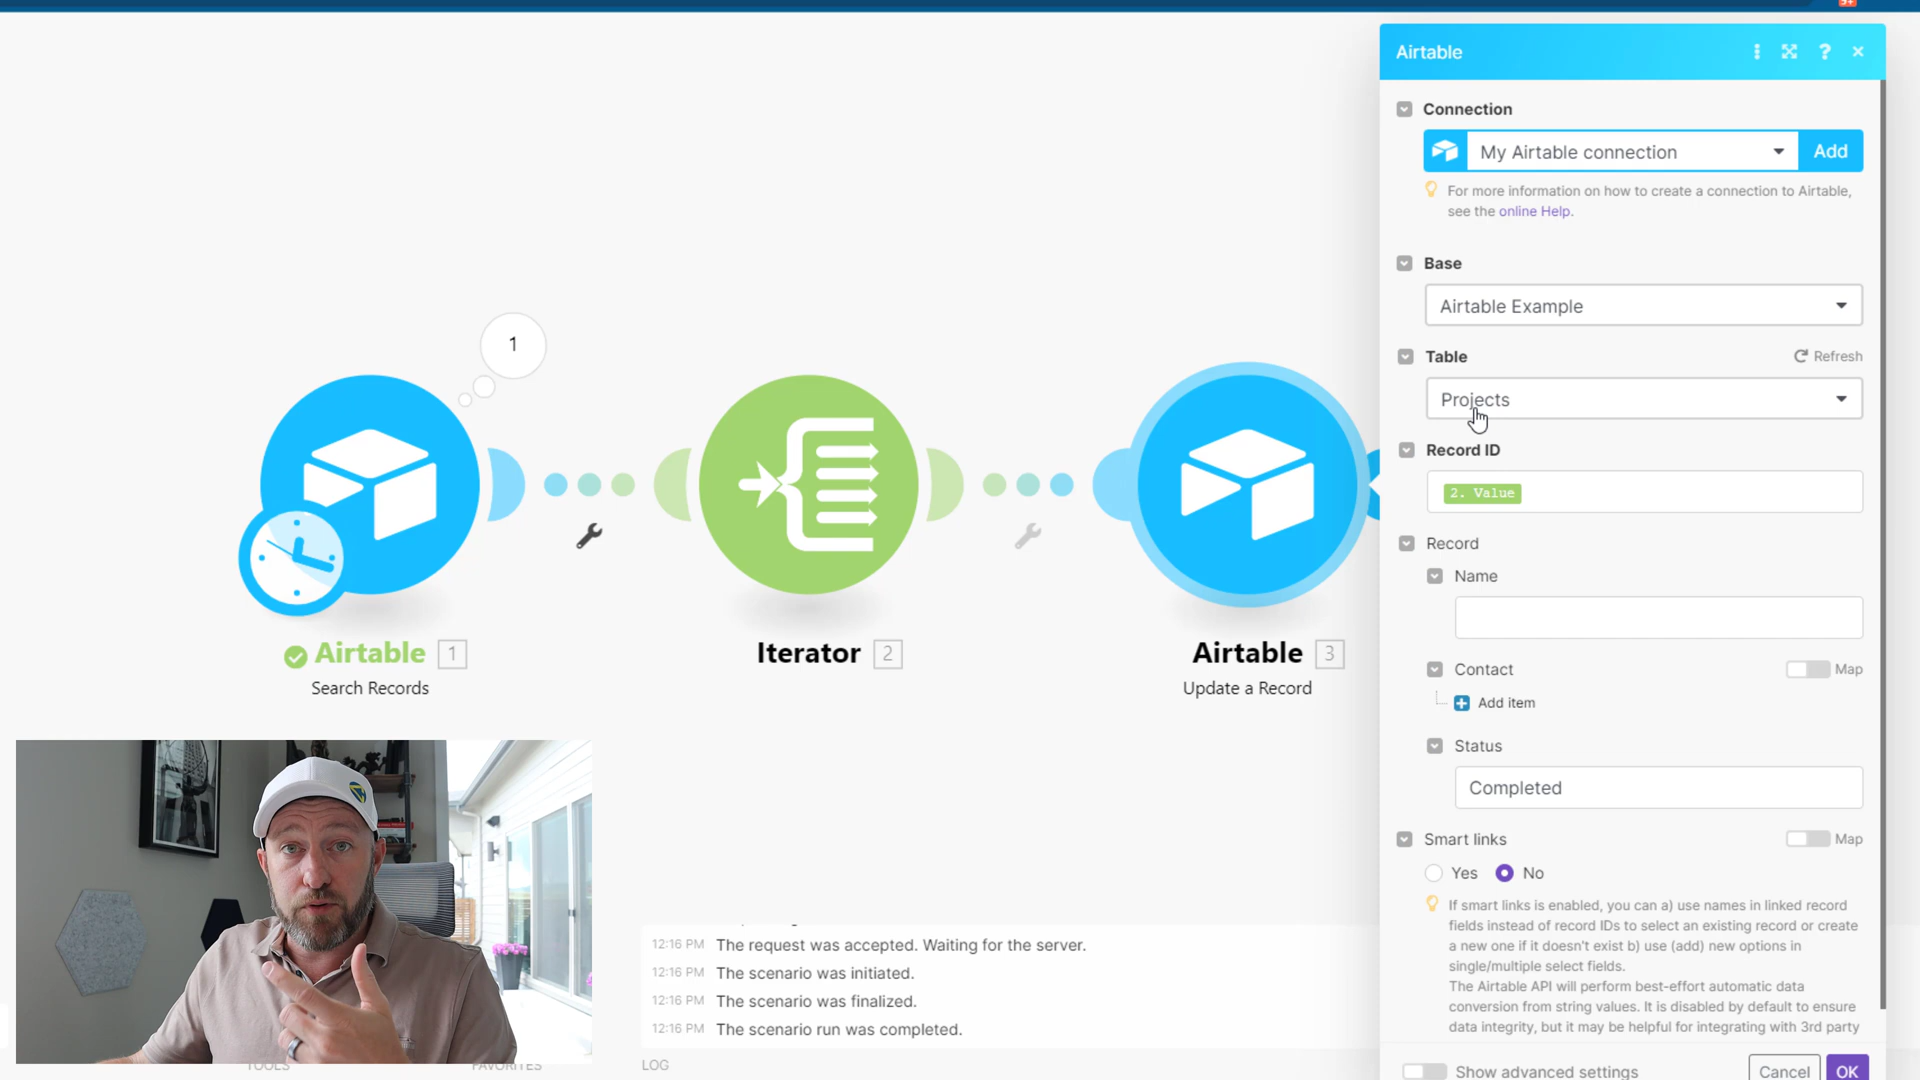 9+
Airtable
?
Connection
My Airtable connection
Add
For more information on how to create a connection to Airtable,
see the online Help.
Base
Airtable Example
Table
Refresh
Projects
Record ID
2. Value
Record
Name
Contact
Map
Add item
Status
Completed
Smart links
Map
Yes
No
If smart links is enabled, you can a) use names in linked record
fields instead of record IDs to select an existing record or create
a new one if it doesn't exist b) use (add) new options in
single/multiple select fields.
The Airtable API will perform best-effort automatic data
conversion from string values. It is disabled by default to ensure
data integrity, but it may be helpful for integrating with 3rd party
Show advanced settings
Cancel
OK
1
Airtable 1
Search Records
Iterator 2
Airtable 3
Update a Record
12:16 PM The request was accepted. Waiting for the server.
12:16 PM The scenario was initiated.
12:16 PM The scenario was finalized.
12:16 PM The scenario run was completed.
TOOLS
FAVORITES
LOG